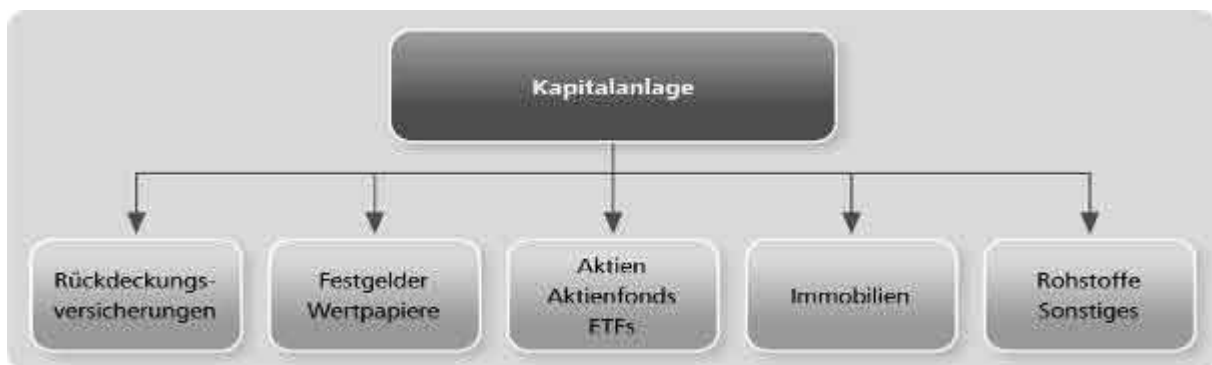 Kapitalanlage
Rückdeckungs-
versicherungen
Festgelder
Wertpapiere
Aktien
Aktienfonds
ETFs
Immobilien
Rohstoffe
Sonstiges